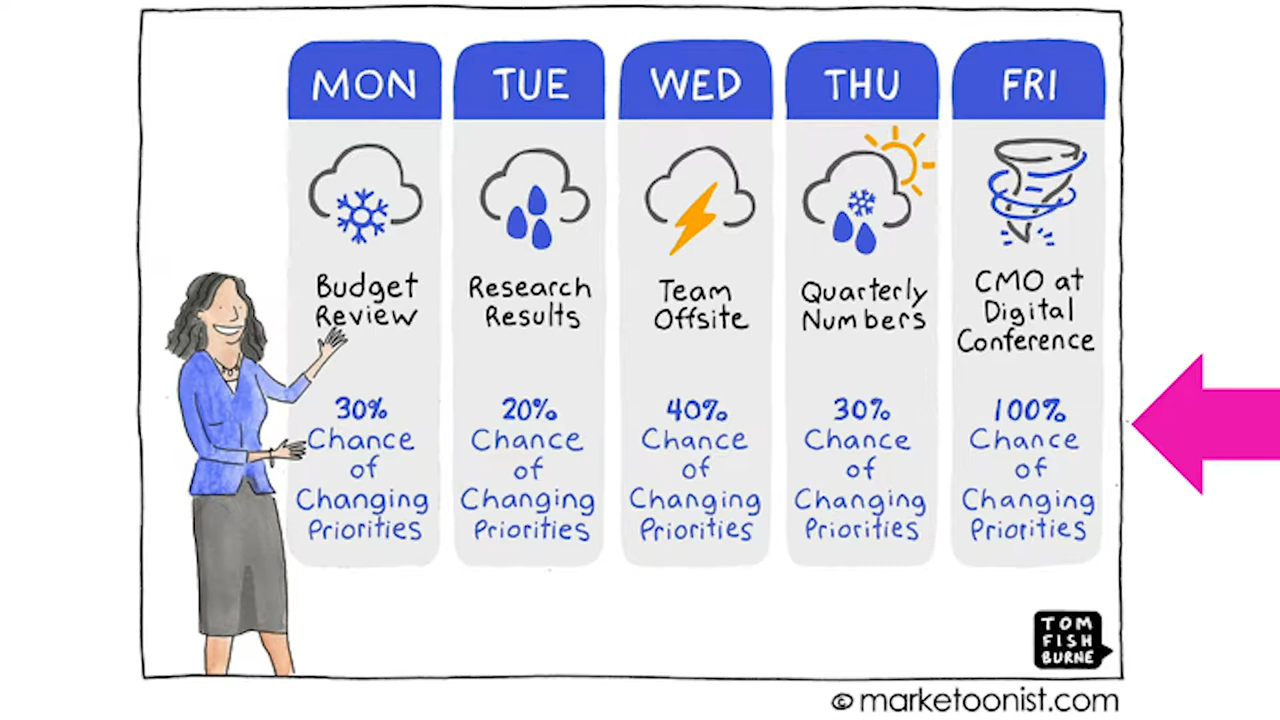 MON
Budget
Review
30%
Chance
of
Changing
Priorities
TUE
Research
Results
20%
Chance
of
Changing
Priorities
WED
Team
Offsite
40%
Chance
of
Changing
Priorities
THU
Quarterly
Numbers
30%
Chance
of
Changing
Priorities
FRI
CMO at
Digital
Conference
100%
Chance
of
Changing
Priorities
TOM
FISH
BURNE
© marketoonist.com